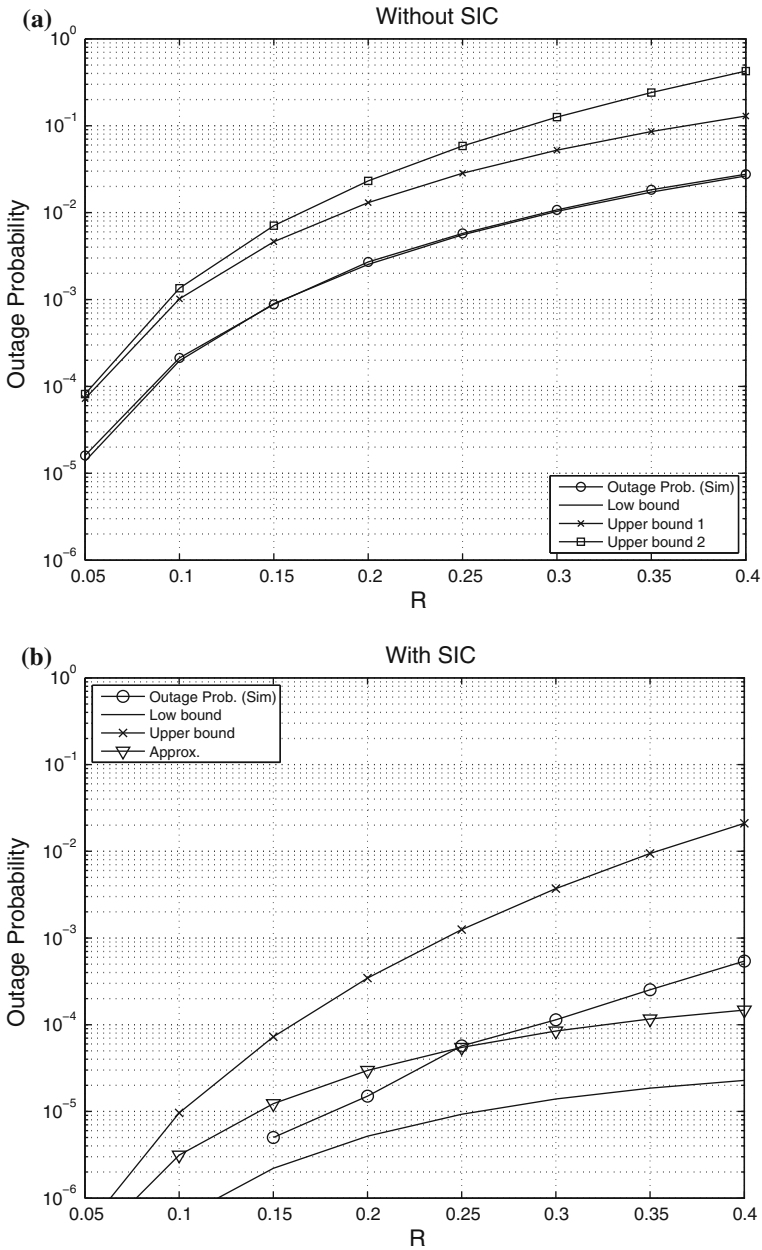 (a)
Without SIC
10^0
10^-1
10^-2
10^-3
10^-4
10^-5
10^-6
Outage Probability
0.05 0.1 0.15 0.2 0.25 0.3 0.35 0.4
R
Outage Prob. (Sim)
Low bound
Upper bound 1
Upper bound 2
(b)
With SIC
10^0
10^-1
10^-2
10^-3
10^-4
10^-5
10^-6
Outage Probability
0.05 0.1 0.15 0.2 0.25 0.3 0.35 0.4
R
Outage Prob. (Sim)
Low bound
Upper bound
Approx.